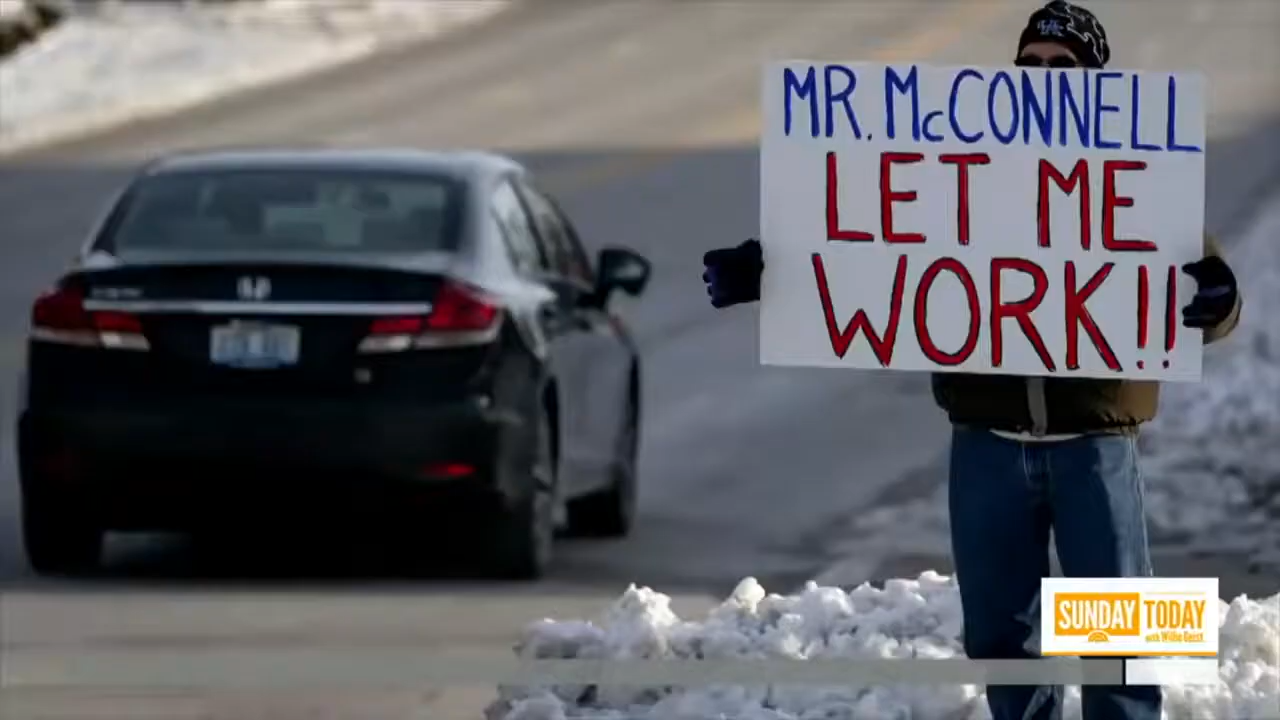 MR. McCONNELL
LET ME
WORK!!
SUNDAY TODAY
with Willie Geist